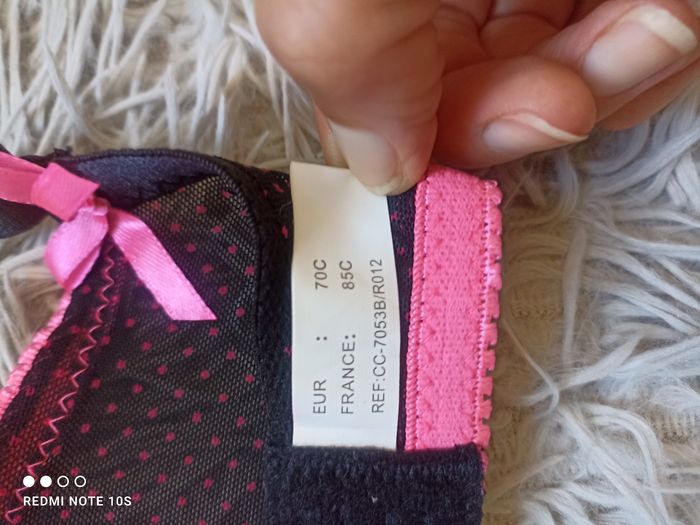 EUR : 70C
FRANCE: 85C
REF:CC-7053B/R012
REDMI NOTE 10S